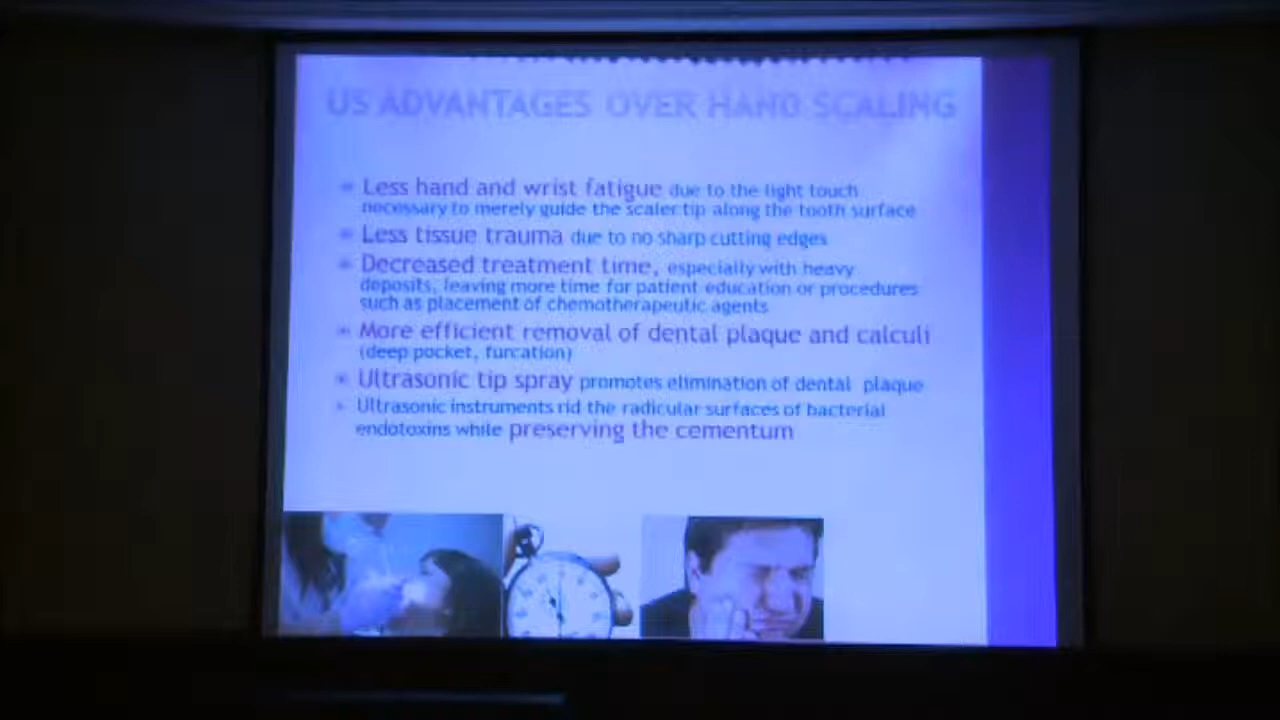 US ADVANTAGES OVER HAND SCALING
Less hand and wrist fatigue due to the light touch
necessary to merely guide the scaler tip along the tooth surface
Less tissue trauma due to no sharp cutting edges
Decreased treatment time, especially with heavy
deposits, leaving more time for patient education or procedures
such as placement of chemotherapeutic agents
More efficient removal of dental plaque and calculi
(deep pocket, furcation)
Ultrasonic tip spray promotes elimination of dental plaque
Ultrasonic instruments rid the radicular surfaces of bacterial
endotoxins while preserving the cementum